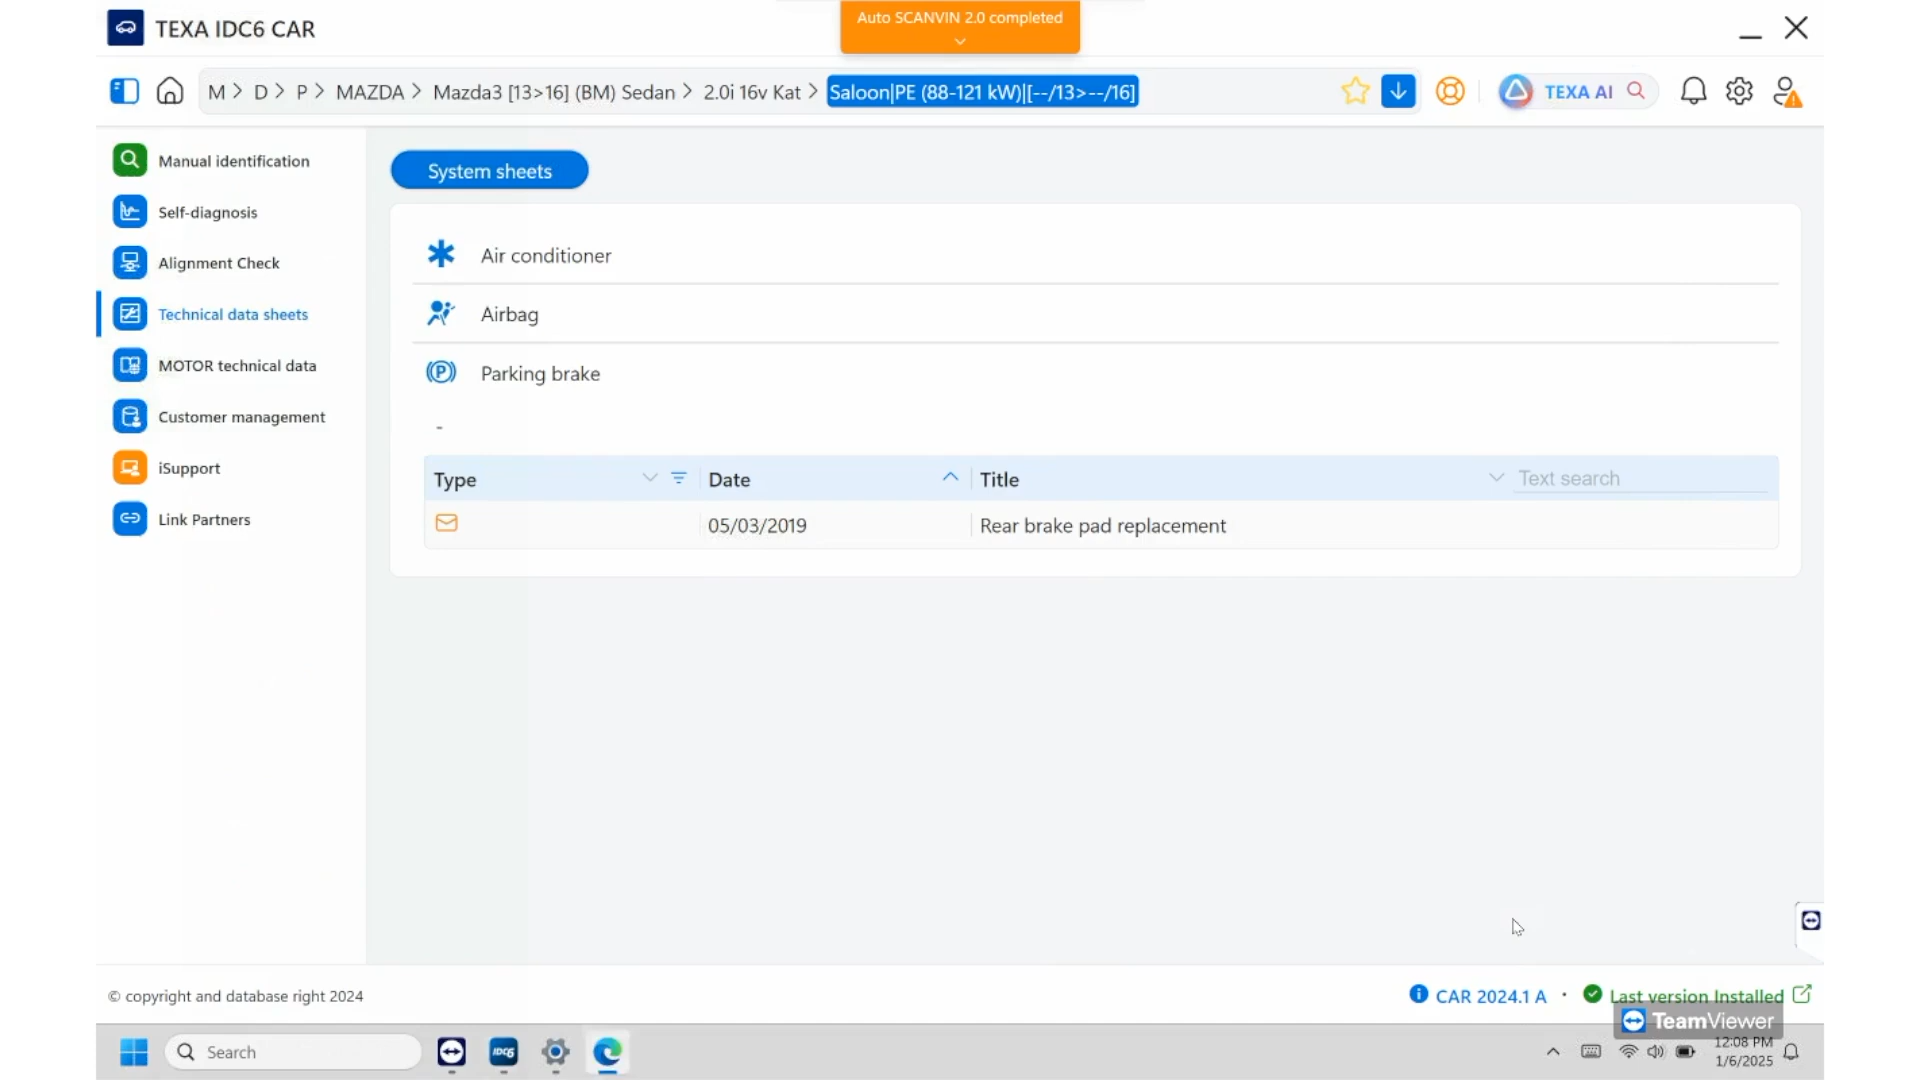 TEXA IDC6 CAR
Auto SCANVIN 2.0 completed
M > D > P > MAZDA > Mazda3 [13>16] (BM) Sedan > 2.0i 16v Kat > Saloon|PE (88-121 kW)|[--/13>--/16]
TEXA AI
Manual identification
Self-diagnosis
Alignment Check
Technical data sheets
MOTOR technical data
Customer management
iSupport
Link Partners
System sheets
Air conditioner
Airbag
Parking brake
-
Type Date Title Text search
05/03/2019 Rear brake pad replacement
© copyright and database right 2024
CAR 2024.1 A · Last version Installed
TeamViewer
Search
IDC6
12:08 PM
1/6/2025